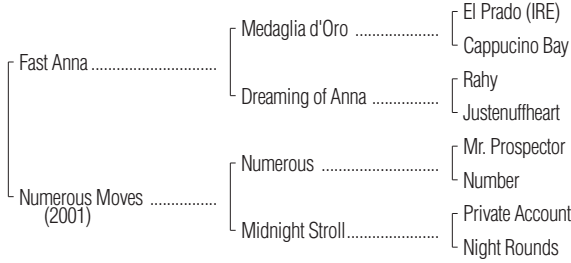 El Prado (IRE)
Medaglia d'Oro ....................
Cappucino Bay
Fast Anna ..............................
Rahy
Dreaming of Anna ................
Justenuffheart
Mr. Prospector
Numerous ............................
Number
Numerous Moves ................
(2001)
Private Account
Midnight Stroll......................
Night Rounds